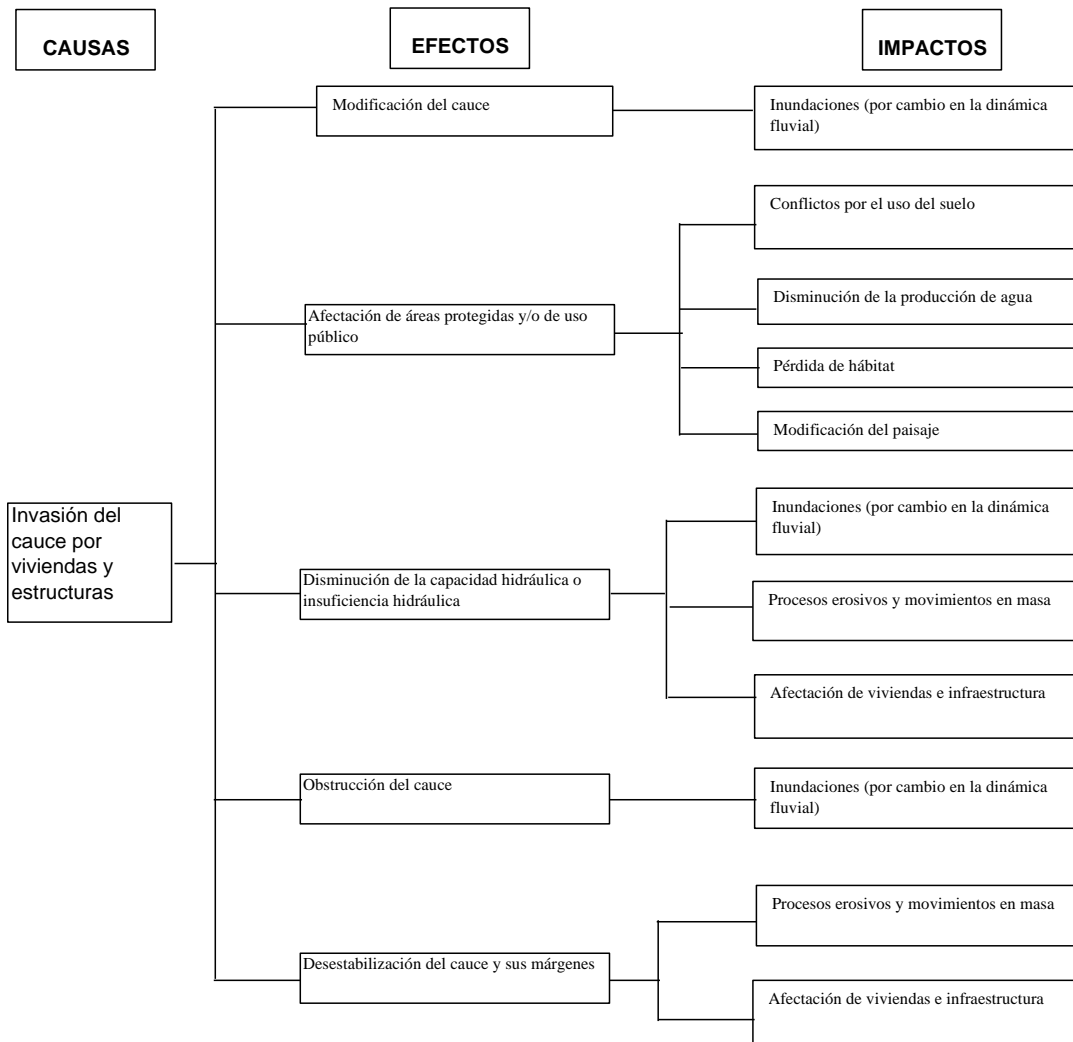 CAUSAS
EFECTOS
IMPACTOS
Modificación del cauce
Inundaciones (por cambio en la dinámica
fluvial)
Conflictos por el uso del suelo
Afectación de áreas protegidas y/o de uso
público
Disminución de la producción de agua
Pérdida de hábitat
Modificación del paisaje
Invasión del
cauce por
viviendas y
estructuras
Inundaciones (por cambio en la dinámica
fluvial)
Disminución de la capacidad hidráulica o
insuficiencia hidráulica
Procesos erosivos y movimientos en masa
Afectación de viviendas e infraestructura
Obstrucción del cauce
Inundaciones (por cambio en la dinámica
fluvial)
Procesos erosivos y movimientos en masa
Desestabilización del cauce y sus márgenes
Afectación de viviendas e infraestructura